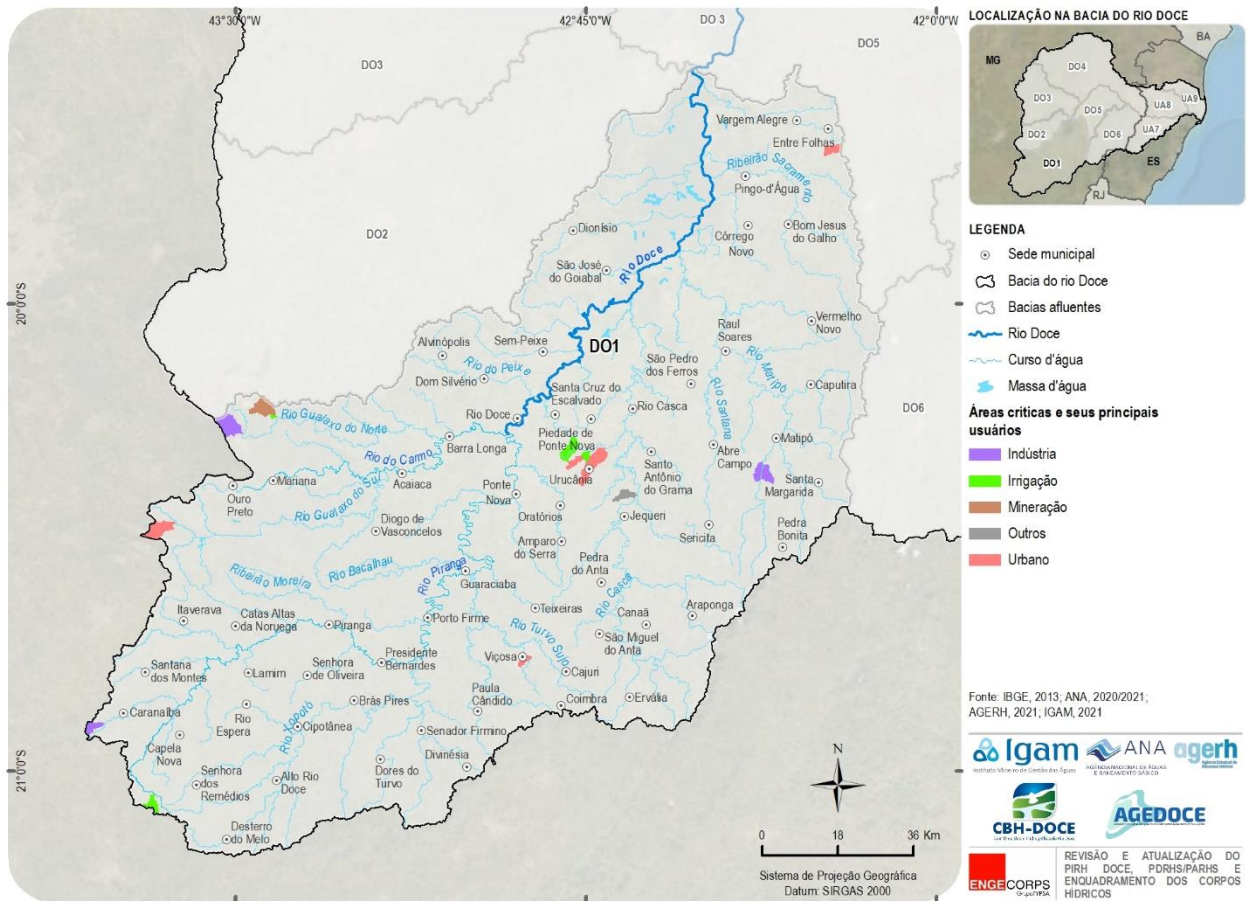 43°30'0"S
42°45'0"W
42°0'0"W
20°0'0"S
21°0'0"S
DO 3
DO3
DO5
DO2
DO6
DO1
Vargem Alegre
Entre Folhas
Ribeirão Sacramento
Pingo-d'Água
Dionísio
Córrego
Novo
Bom Jesus
do Galho
São José
do Goiabal
Rio Doce
Vermelho
Novo
Raul
Soares
Alvinópolis
Sem-Peixe
Rio do Peixe
São Pedro
dos Ferros
Rio Matipó
Dom Silvério
Santa Cruz do
Escalvado
Caputira
Rio Doce
Rio Casca
Rio Santana
Rio Gualaxo do Norte
Barra Longa
Piedade de
Ponte Nova
Matipó
Rio do Carmo
Abre
Campo
Mariana
Acaiaca
Urucânia
Santo
Antônio
do Grama
Santa
Margarida
Ouro
Preto
Rio Gualaxo do Sul
Ponte
Nova
Oratórios
Jequeri
Diogo de
Vasconcelos
Sericita
Pedra
Bonita
Amparo
do Serra
Pedra
do Anta
Rio Bacalhau
Ribeirão Moreira
Rio Piranga
Guaraciaba
Rio Casca
Itaverava
Catas Altas
da Noruega
Piranga
Porto Firme
Teixeiras
Canaã
Araponga
Rio Turvo Sujo
São Miguel
do Anta
Viçosa
Santana
dos Montes
Lamim
Senhora
de Oliveira
Presidente
Bernardes
Cajuri
Paula
Cândido
Brás Pires
Coimbra
Ervália
Caranaíba
Rio
Espera
Rio Xopotó
Cipotânea
Senador Firmino
Capela
Nova
Divinésia
Senhora
dos
Remédios
Alto Rio
Doce
Dores do
Turvo
Desterro
do Melo
N
0 18 36 Km
Sistema de Projeção Geográfica
Datum: SIRGAS 2000
LOCALIZAÇÃO NA BACIA DO RIO DOCE
BA
MG
DO4
DO3
DO5
UA8
UA9
DO2
DO6
UA7
DO1
ES
RJ
LEGENDA
Sede municipal
Bacia do rio Doce
Bacias afluentes
Rio Doce
Curso d'água
Massa d'água
Áreas críticas e seus principais
usuários
Indústria
Irrigação
Mineração
Outros
Urbano
Fonte: IBGE, 2013; ANA, 2020/2021;
AGERH, 2021; IGAM, 2021
Igam
Instituto Mineiro de Gestão das Águas
ANA
AGÊNCIA NACIONAL DE ÁGUAS
E SANEAMENTO BÁSICO
agerh
CBH-DOCE
AGEDOCE
ENGECORPS
Grupo TYPSA
REVISÃO E ATUALIZAÇÃO DO
PIRH DOCE, PDRHS/PARHS E
ENQUADRAMENTO DOS CORPOS
HÍDRICOS